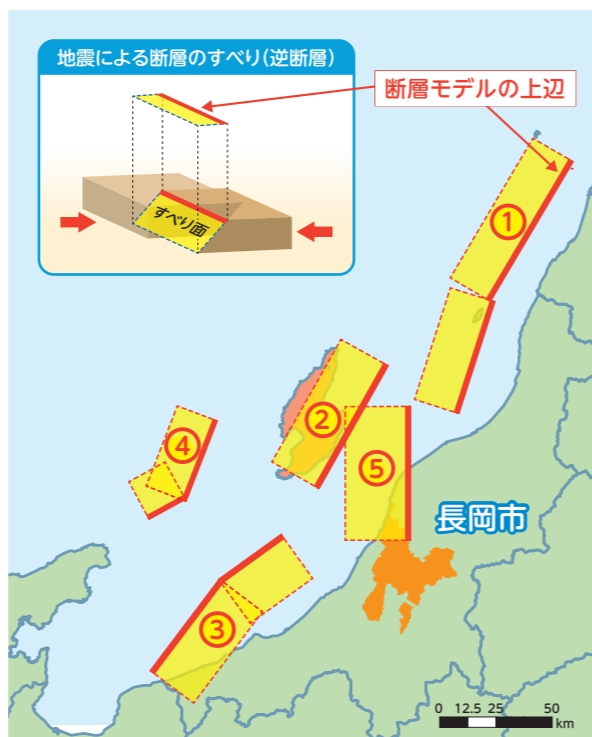 地震による断層のすべり(逆断層)
断層モデルの上辺
すべり面
①
②
④
⑤
長岡市
③
0 12.5 25 50
km